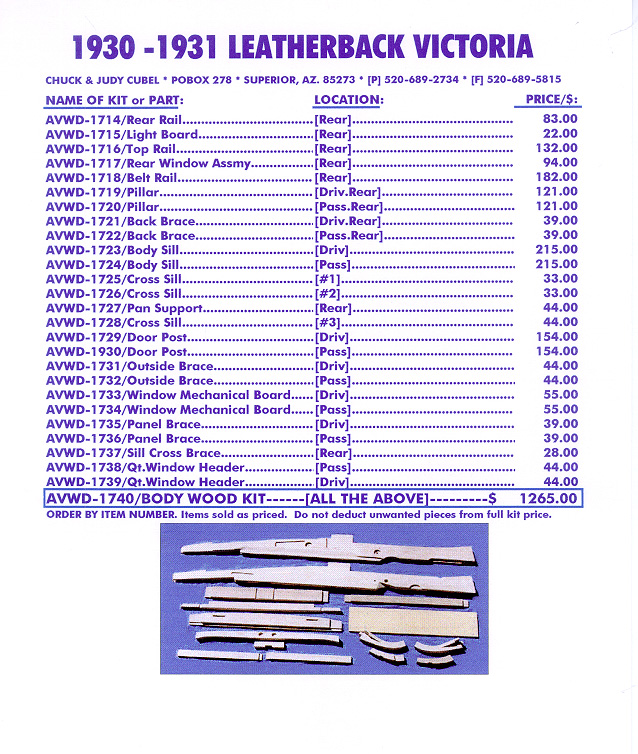 1930 -1931 LEATHERBACK VICTORIA
CHUCK & JUDY CUBEL * POBOX 278 * SUPERIOR, AZ. 85273 * [P] 520-689-2734 * [F] 520-689-5815
NAME OF KIT or PART: LOCATION: PRICE/$:
AVWD-1714/Rear Rail..............................[Rear]..................................... 83.00
AVWD-1715/Light Board..........................[Rear]..................................... 22.00
AVWD-1716/Top Rail...............................[Rear]..................................... 132.00
AVWD-1717/Rear Window Assmy..............[Rear]..................................... 94.00
AVWD-1718/Belt Rail...............................[Rear]..................................... 182.00
AVWD-1719/Pillar...................................[Driv.Rear].............................. 121.00
AVWD-1720/Pillar...................................[Pass.Rear].............................. 121.00
AVWD-1721/Back Brace...........................[Driv.Rear].............................. 39.00
AVWD-1722/Back Brace...........................[Pass.Rear].............................. 39.00
AVWD-1723/Body Sill...............................[Driv]..................................... 215.00
AVWD-1724/Body Sill...............................[Pass]..................................... 215.00
AVWD-1725/Cross Sill..............................[#1]....................................... 33.00
AVWD-1726/Cross Sill..............................[#2]....................................... 33.00
AVWD-1727/Pan Support.........................[Rear]..................................... 44.00
AVWD-1728/Cross Sill..............................[#3]....................................... 44.00
AVWD-1729/Door Post.............................[Driv]..................................... 154.00
AVWD-1930/Door Post.............................[Pass]..................................... 154.00
AVWD-1731/Outside Brace.......................[Driv]..................................... 44.00
AVWD-1732/Outside Brace.......................[Pass]..................................... 44.00
AVWD-1733/Window Mechanical Board......[Driv]..................................... 55.00
AVWD-1734/Window Mechanical Board......[Pass]..................................... 55.00
AVWD-1735/Panel Brace..........................[Driv]..................................... 39.00
AVWD-1736/Panel Brace..........................[Pass]..................................... 39.00
AVWD-1737/Sill Cross Brace.....................[Rear]..................................... 28.00
AVWD-1738/Qt.Window Header................[Pass]..................................... 44.00
AVWD-1739/Qt.Window Header................[Driv]..................................... 44.00
AVWD-1740/BODY WOOD KIT------[ALL THE ABOVE]---------$ 1265.00
ORDER BY ITEM NUMBER. Items sold as priced. Do not deduct unwanted pieces from full kit price.